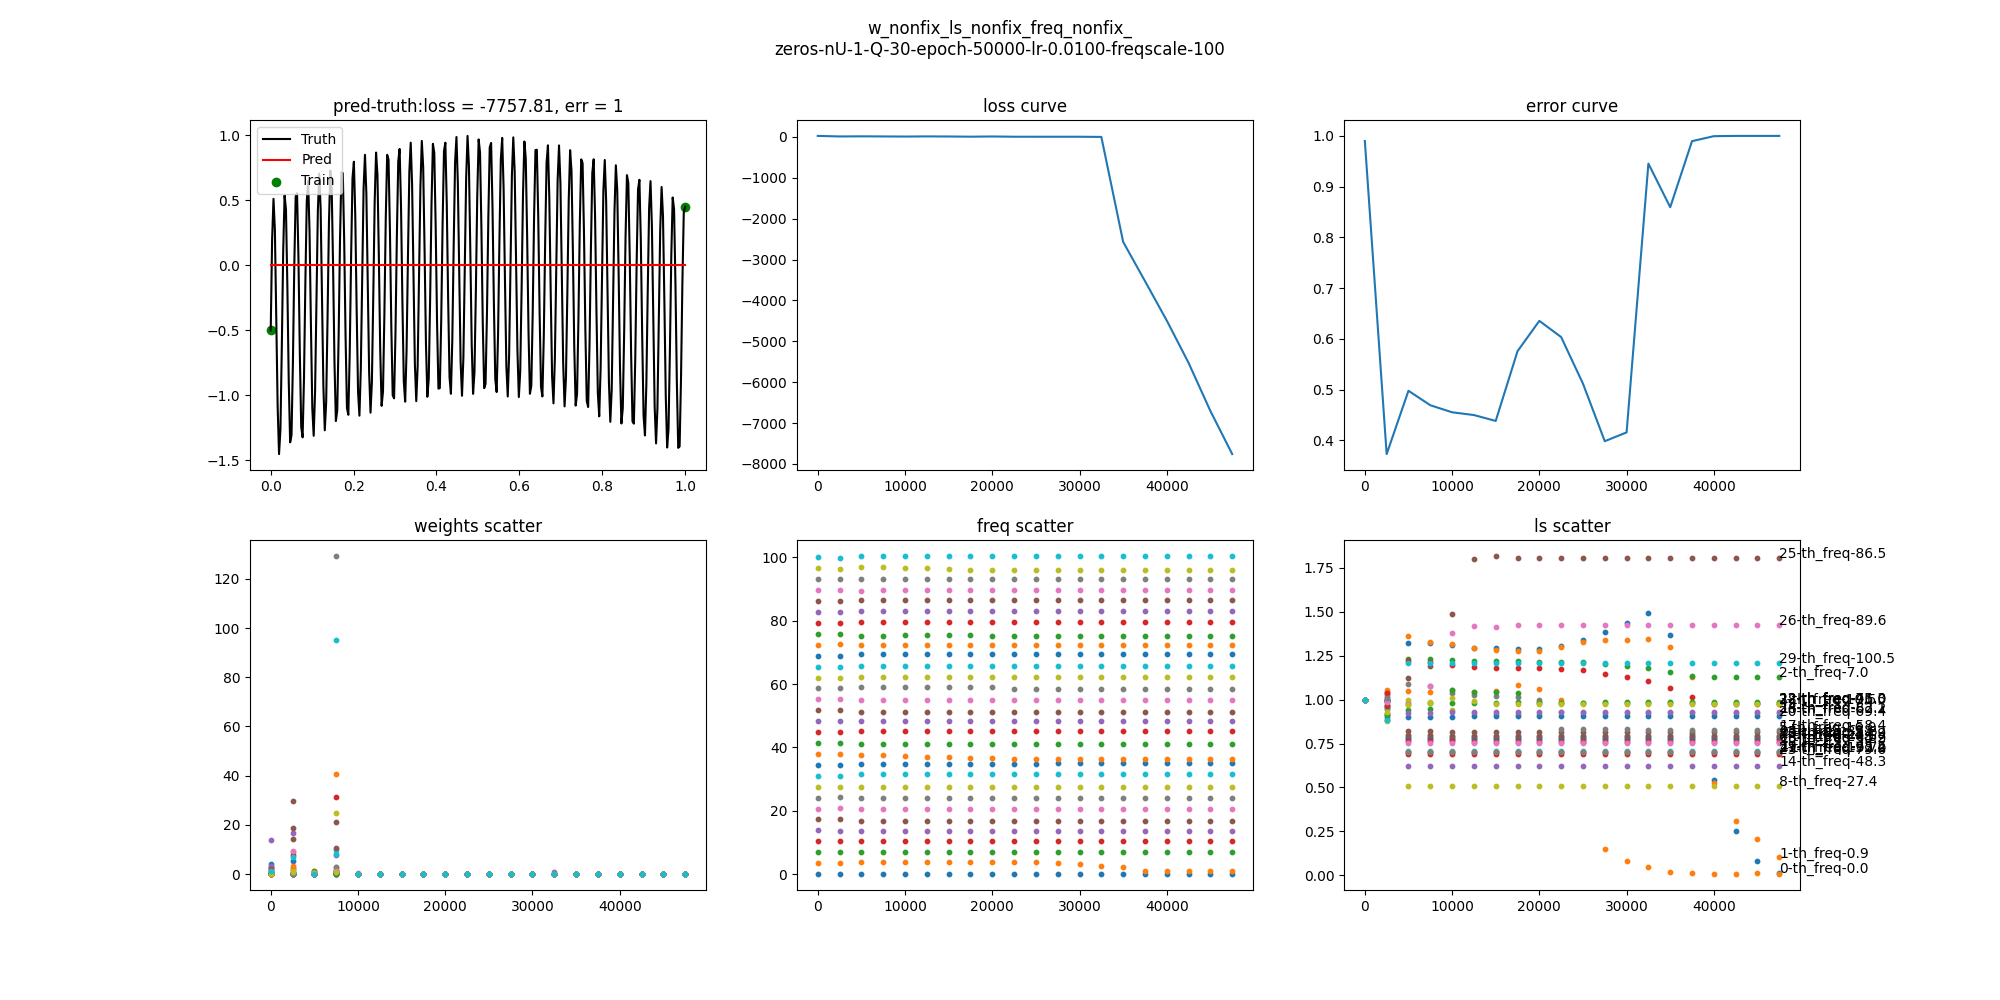 w_nonfix_ls_nonfix_freq_nonfix_
zeros-nU-1-Q-30-epoch-50000-lr-0.0100-freqscale-100
pred-truth:loss = -7757.81, err = 1
Truth
Pred
Train
1.0
0.5
0.0
−0.5
−1.0
−1.5
0.0 0.2 0.4 0.6 0.8 1.0
loss curve
0
−1000
−2000
−3000
−4000
−5000
−6000
−7000
−8000
0 10000 20000 30000 40000
error curve
1.0
0.9
0.8
0.7
0.6
0.5
0.4
0 10000 20000 30000 40000
weights scatter
120
100
80
60
40
20
0
0 10000 20000 30000 40000
freq scatter
100
80
60
40
20
0
0 10000 20000 30000 40000
ls scatter
1.75
1.50
1.25
1.00
0.75
0.50
0.25
0.00
0 10000 20000 30000 40000
25-th_freq-86.5
26-th_freq-89.6
29-th_freq-100.5
2-th_freq-7.0
14-th_freq-48.3
8-th_freq-27.4
1-th_freq-0.9
0-th_freq-0.0